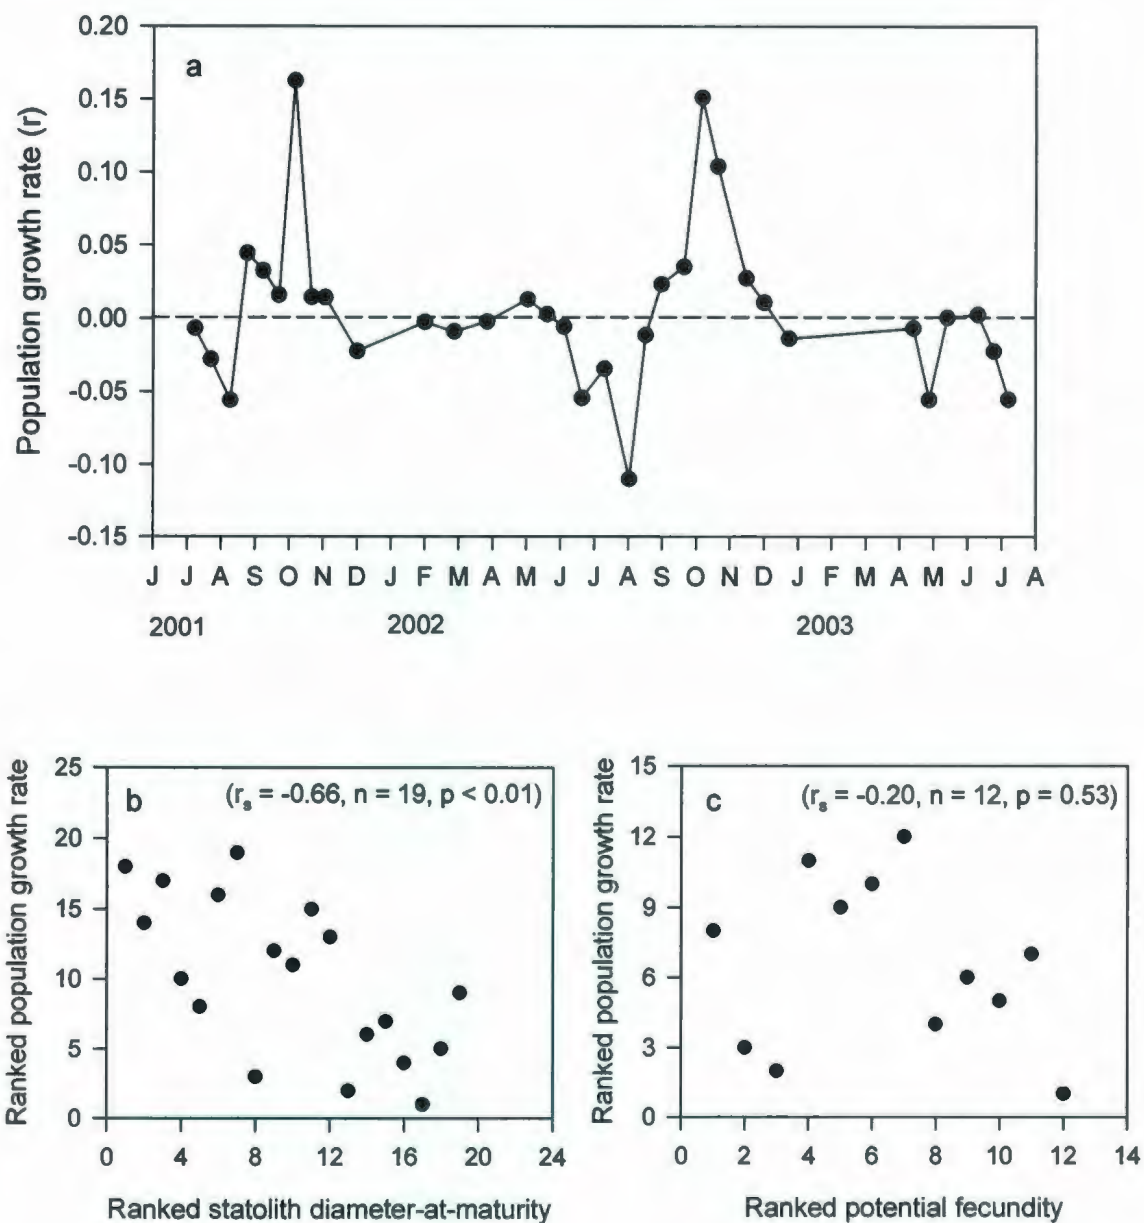 0.20
0.15
0.10
0.05
0.00
-0.05
-0.10
-0.15
Population growth rate (r)
a
J J A S O N D J F M A M J J A S O N D J F M A M J J A
2001 2002 2003
25
20
15
10
5
0
Ranked population growth rate
b (rs = -0.66, n = 19, p < 0.01)
0 4 8 12 16 20 24
Ranked statolith diameter-at-maturity
15
12
9
6
3
0
Ranked population growth rate
c (rs = -0.20, n = 12, p = 0.53)
0 2 4 6 8 10 12 14
Ranked potential fecundity